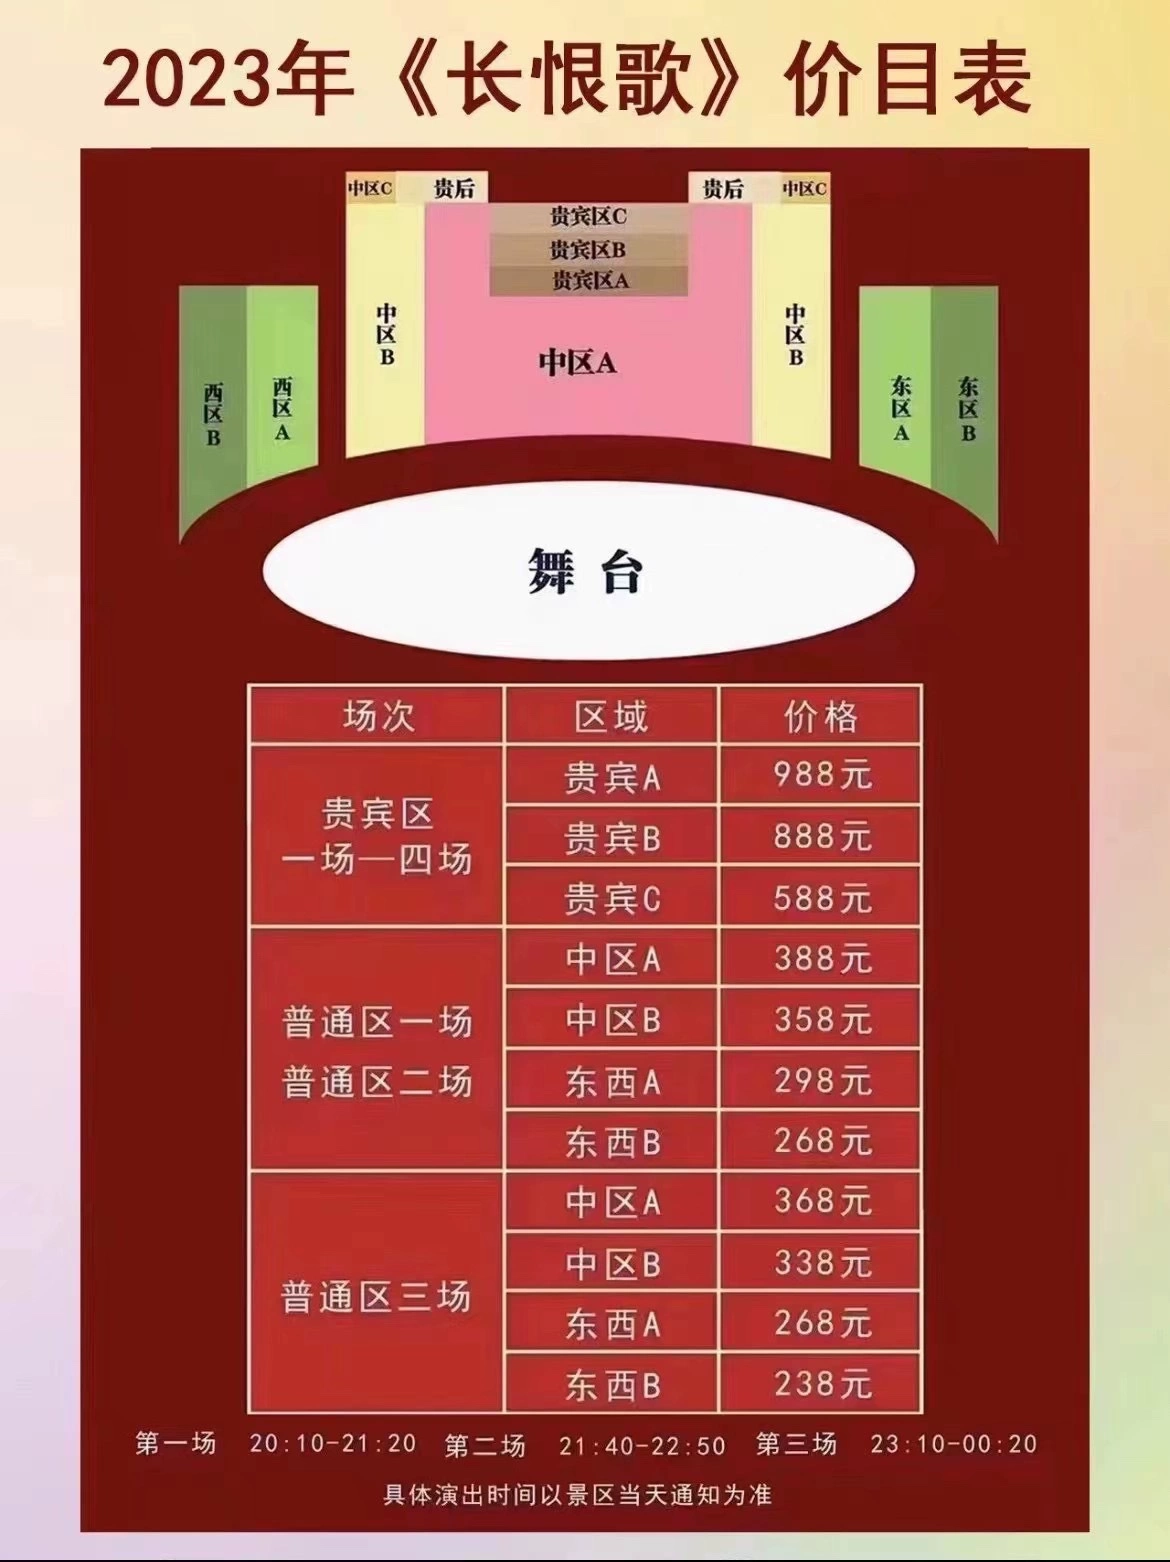 2023年《长恨歌》价目表
中区C 贵后 贵后 中区C
贵宾区C
贵宾区B
贵宾区A
中区B
中区A
中区B
西区B
西区A
东区A
东区B
舞台
场次 区域 价格
贵宾区
一场—四场
贵宾A 988元
贵宾B 888元
贵宾C 588元
普通区一场
普通区二场
中区A 388元
中区B 358元
东西A 298元
东西B 268元
普通区三场
中区A 368元
中区B 338元
东西A 268元
东西B 238元
第一场 20:10-21:20 第二场 21:40-22:50 第三场 23:10-00:20
具体演出时间以景区当天通知为准